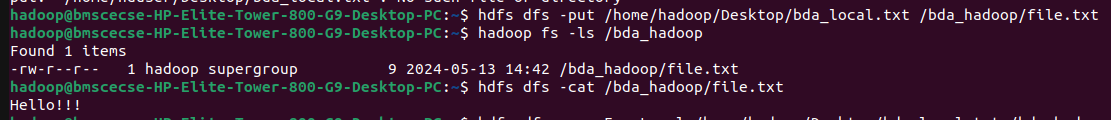 hadoop@bmscecse-HP-Elite-Tower-800-G9-Desktop-PC:~$ hdfs dfs -put /home/hadoop/Desktop/bda_local.txt /bda_hadoop/file.txt
hadoop@bmscecse-HP-Elite-Tower-800-G9-Desktop-PC:~$ hadoop fs -ls /bda_hadoop
Found 1 items
-rw-r--r--   1 hadoop supergroup          9 2024-05-13 14:42 /bda_hadoop/file.txt
hadoop@bmscecse-HP-Elite-Tower-800-G9-Desktop-PC:~$ hdfs dfs -cat /bda_hadoop/file.txt
Hello!!!